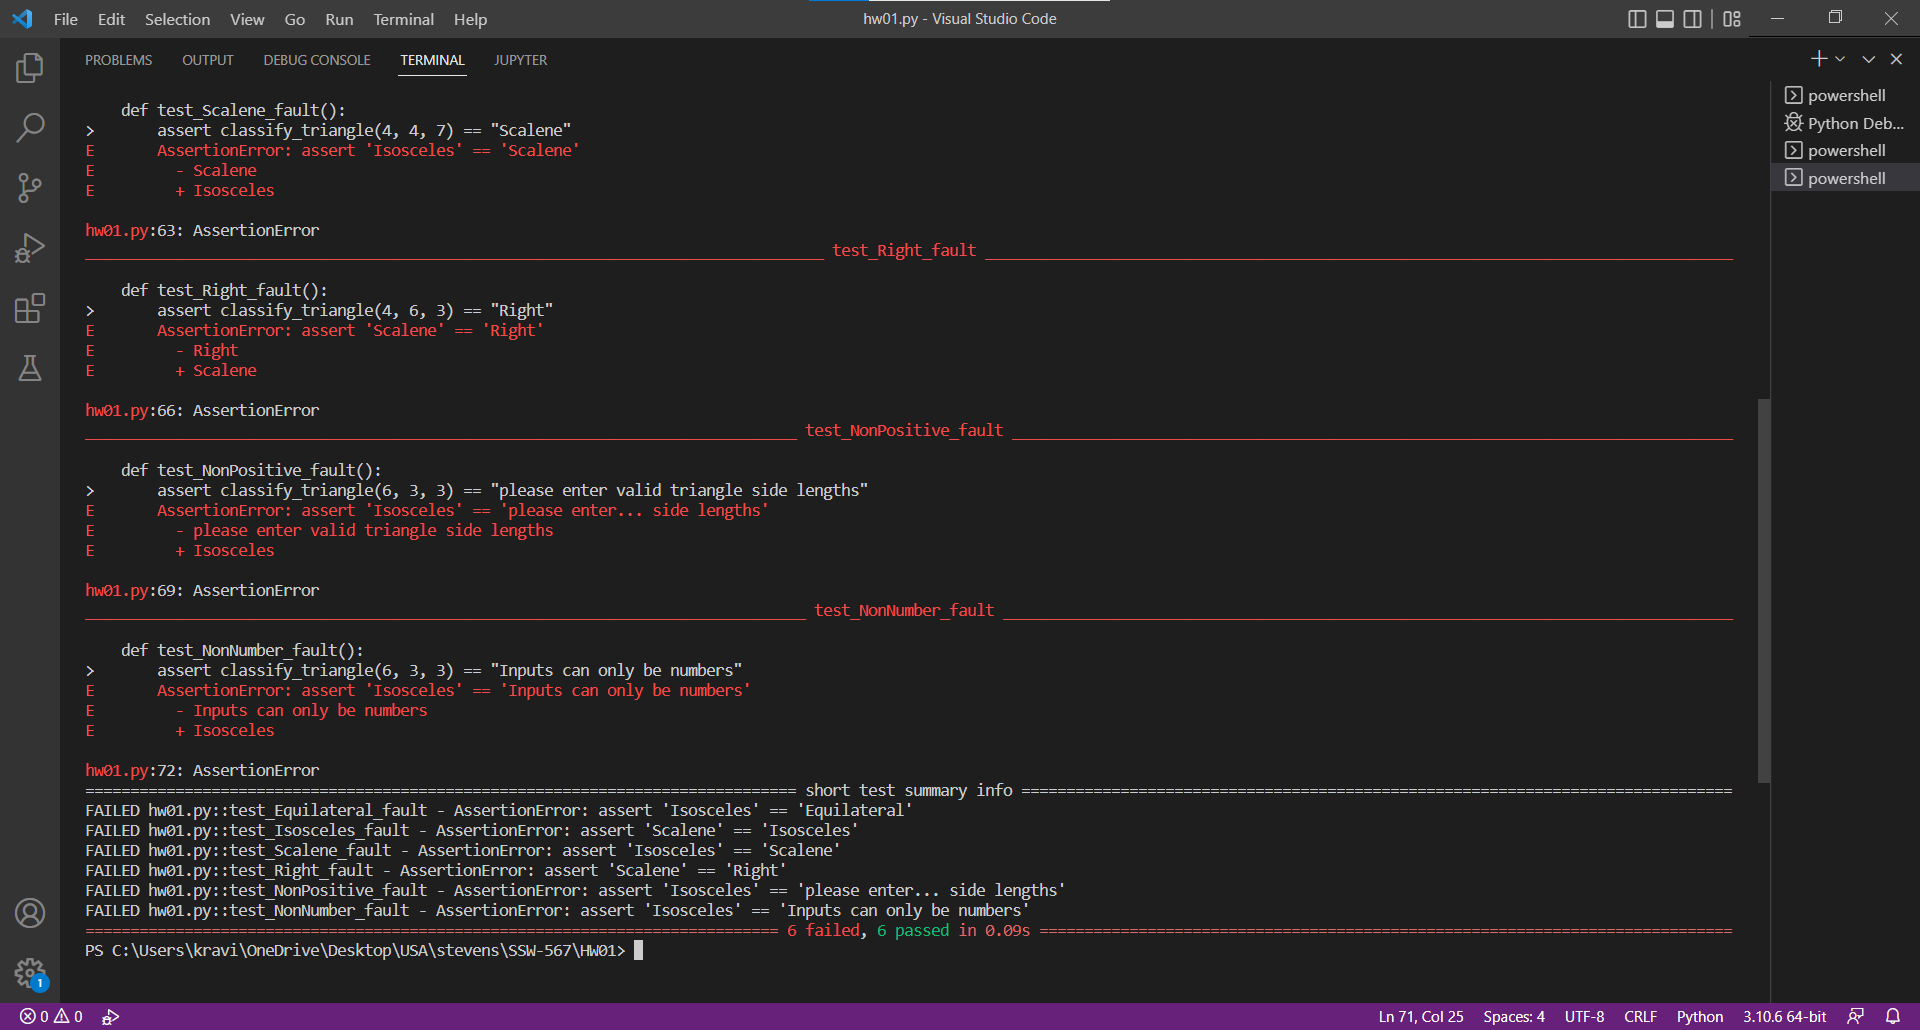 File Edit Selection View Go Run Terminal Help
hw01.py - Visual Studio Code
PROBLEMS OUTPUT DEBUG CONSOLE TERMINAL JUPYTER
def test_Scalene_fault():
> assert classify_triangle(4, 4, 7) == "Scalene"
E AssertionError: assert 'Isosceles' == 'Scalene'
E - Scalene
E + Isosceles
hw01.py:63: AssertionError
test_Right_fault
def test_Right_fault():
> assert classify_triangle(4, 6, 3) == "Right"
E AssertionError: assert 'Scalene' == 'Right'
E - Right
E + Scalene
hw01.py:66: AssertionError
test_NonPositive_fault
def test_NonPositive_fault():
> assert classify_triangle(6, 3, 3) == "please enter valid triangle side lengths"
E AssertionError: assert 'Isosceles' == 'please enter... side lengths'
E - please enter valid triangle side lengths
E + Isosceles
hw01.py:69: AssertionError
test_NonNumber_fault
def test_NonNumber_fault():
> assert classify_triangle(6, 3, 3) == "Inputs can only be numbers"
E AssertionError: assert 'Isosceles' == 'Inputs can only be numbers'
E - Inputs can only be numbers
E + Isosceles
hw01.py:72: AssertionError
=============================================================================== short test summary info ===============================================================================
FAILED hw01.py::test_Equilateral_fault - AssertionError: assert 'Isosceles' == 'Equilateral'
FAILED hw01.py::test_Isosceles_fault - AssertionError: assert 'Scalene' == 'Isosceles'
FAILED hw01.py::test_Scalene_fault - AssertionError: assert 'Isosceles' == 'Scalene'
FAILED hw01.py::test_Right_fault - AssertionError: assert 'Scalene' == 'Right'
FAILED hw01.py::test_NonPositive_fault - AssertionError: assert 'Isosceles' == 'please enter... side lengths'
FAILED hw01.py::test_NonNumber_fault - AssertionError: assert 'Isosceles' == 'Inputs can only be numbers'
============================================================================= 6 failed, 6 passed in 0.09s =============================================================================
PS C:\Users\kravi\OneDrive\Desktop\USA\stevens\SSW-567\HW01>
powershell
Python Deb...
powershell
powershell
1
0 0
Ln 71, Col 25 Spaces: 4 UTF-8 CRLF Python 3.10.6 64-bit